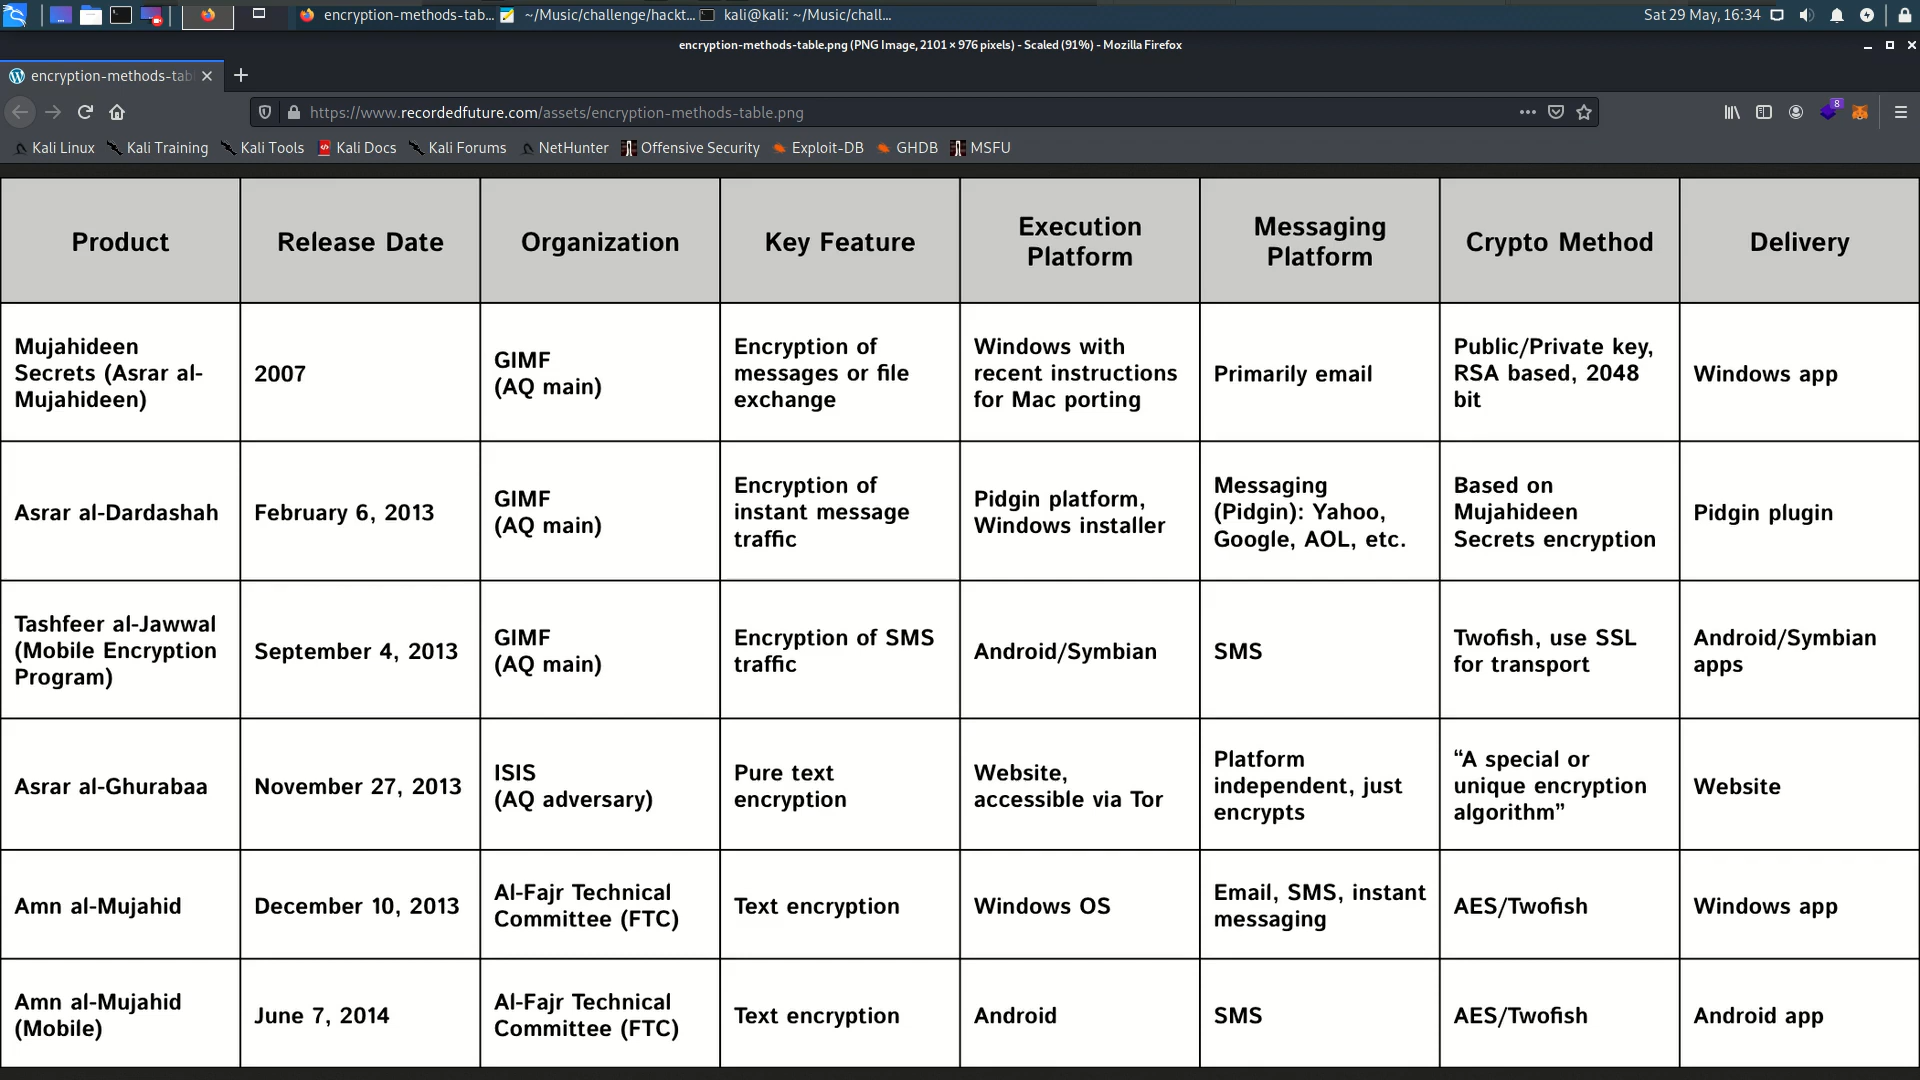 encryption-methods-tab...
~/Music/challenge/hackt...
kali@kali: ~/Music/chall...
Sat 29 May, 16:34
encryption-methods-table.png (PNG Image, 2101 × 976 pixels) - Scaled (91%) - Mozilla Firefox
encryption-methods-tab
https://www.recordedfuture.com/assets/encryption-methods-table.png
8
Kali Linux
Kali Training
Kali Tools
Kali Docs
Kali Forums
NetHunter
Offensive Security
Exploit-DB
GHDB
MSFU
Product
Release Date
Organization
Key Feature
Execution
Platform
Messaging
Platform
Crypto Method
Delivery
Mujahideen
Secrets (Asrar al-
Mujahideen)
2007
GIMF
(AQ main)
Encryption of
messages or file
exchange
Windows with
recent instructions
for Mac porting
Primarily email
Public/Private key,
RSA based, 2048
bit
Windows app
Asrar al-Dardashah
February 6, 2013
GIMF
(AQ main)
Encryption of
instant message
traffic
Pidgin platform,
Windows installer
Messaging
(Pidgin): Yahoo,
Google, AOL, etc.
Based on
Mujahideen
Secrets encryption
Pidgin plugin
Tashfeer al-Jawwal
(Mobile Encryption
Program)
September 4, 2013
GIMF
(AQ main)
Encryption of SMS
traffic
Android/Symbian
SMS
Twofish, use SSL
for transport
Android/Symbian
apps
Asrar al-Ghurabaa
November 27, 2013
ISIS
(AQ adversary)
Pure text
encryption
Website,
accessible via Tor
Platform
independent, just
encrypts
“A special or
unique encryption
algorithm”
Website
Amn al-Mujahid
December 10, 2013
Al-Fajr Technical
Committee (FTC)
Text encryption
Windows OS
Email, SMS, instant
messaging
AES/Twofish
Windows app
Amn al-Mujahid
(Mobile)
June 7, 2014
Al-Fajr Technical
Committee (FTC)
Text encryption
Android
SMS
AES/Twofish
Android app